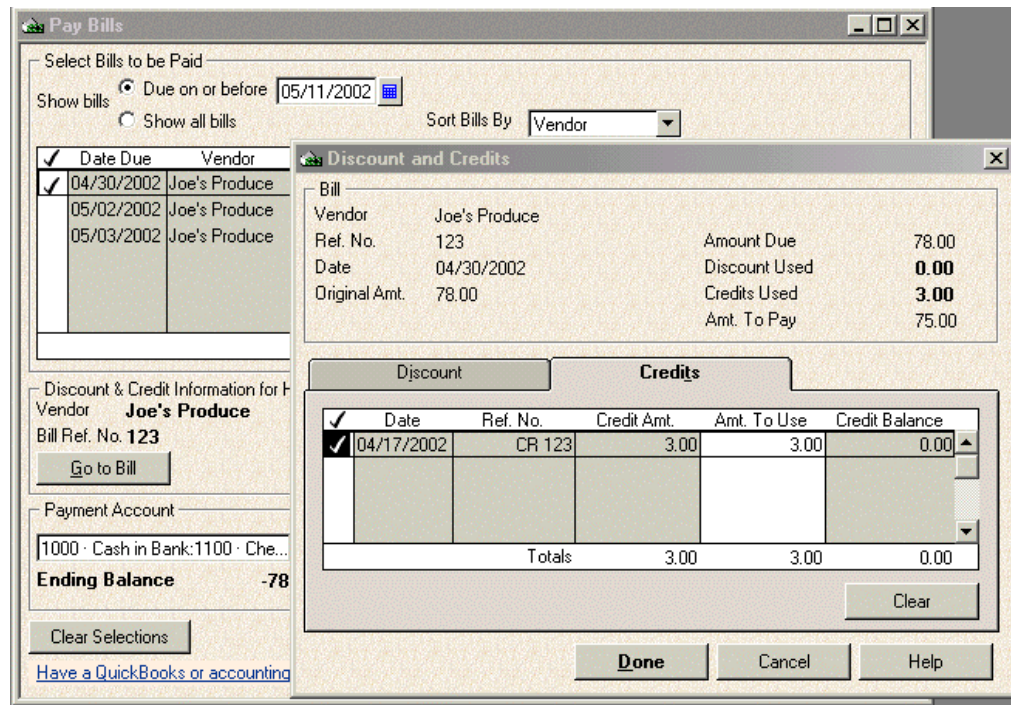 Pay Bills
Select Bills to be Paid
Show bills
Due on or before 05/11/2002
Show all bills
Sort Bills By Vendor
Date Due Vendor
04/30/2002 Joe's Produce
05/02/2002 Joe's Produce
05/03/2002 Joe's Produce
Discount & Credit Information for H
Vendor Joe's Produce
Bill Ref. No. 123
Go to Bill
Payment Account
1000 · Cash in Bank:1100 · Che...
Ending Balance -78
Clear Selections
Have a QuickBooks or accounting
Discount and Credits
Bill
Vendor Joe's Produce
Ref. No. 123 Amount Due 78.00
Date 04/30/2002 Discount Used 0.00
Original Amt. 78.00 Credits Used 3.00
Amt. To Pay 75.00
Discount Credits
Date Ref. No. Credit Amt. Amt. To Use Credit Balance
04/17/2002 CR 123 3.00 3.00 0.00
Totals 3.00 3.00 0.00
Clear
Done Cancel Help